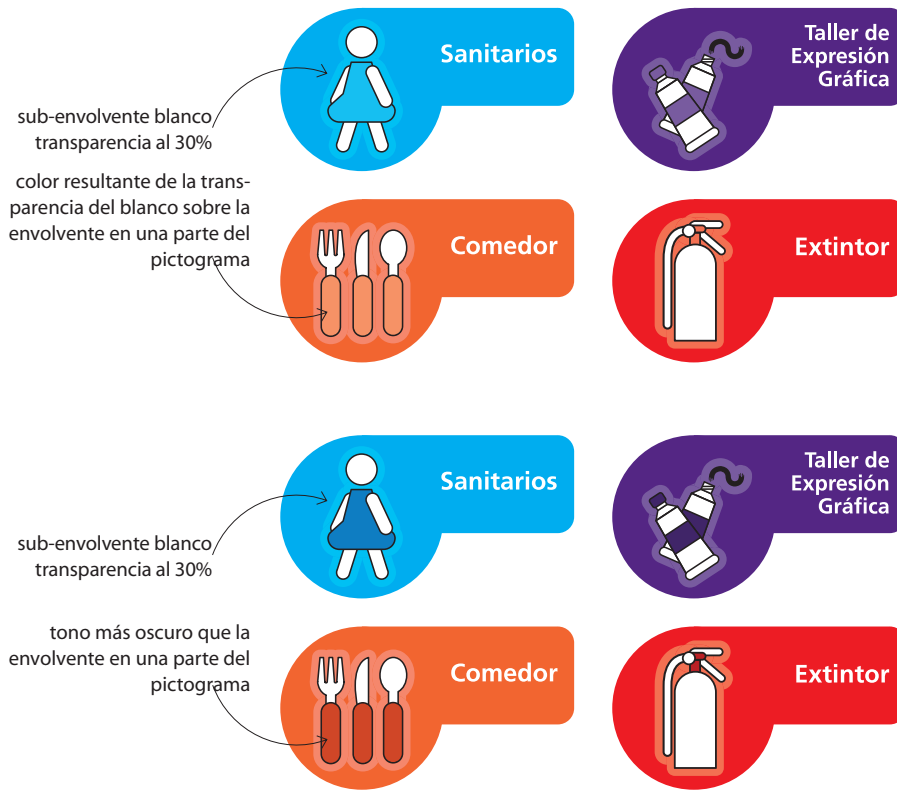 Sanitarios
Taller de
Expresión
Gráfica
sub-envolvente blanco
transparencia al 30%
color resultante de la trans-
parencia del blanco sobre la
envolvente en una parte del
pictograma
Comedor
Extintor
Sanitarios
Taller de
Expresión
Gráfica
sub-envolvente blanco
transparencia al 30%
tono más oscuro que la
envolvente en una parte del
pictograma
Comedor
Extintor